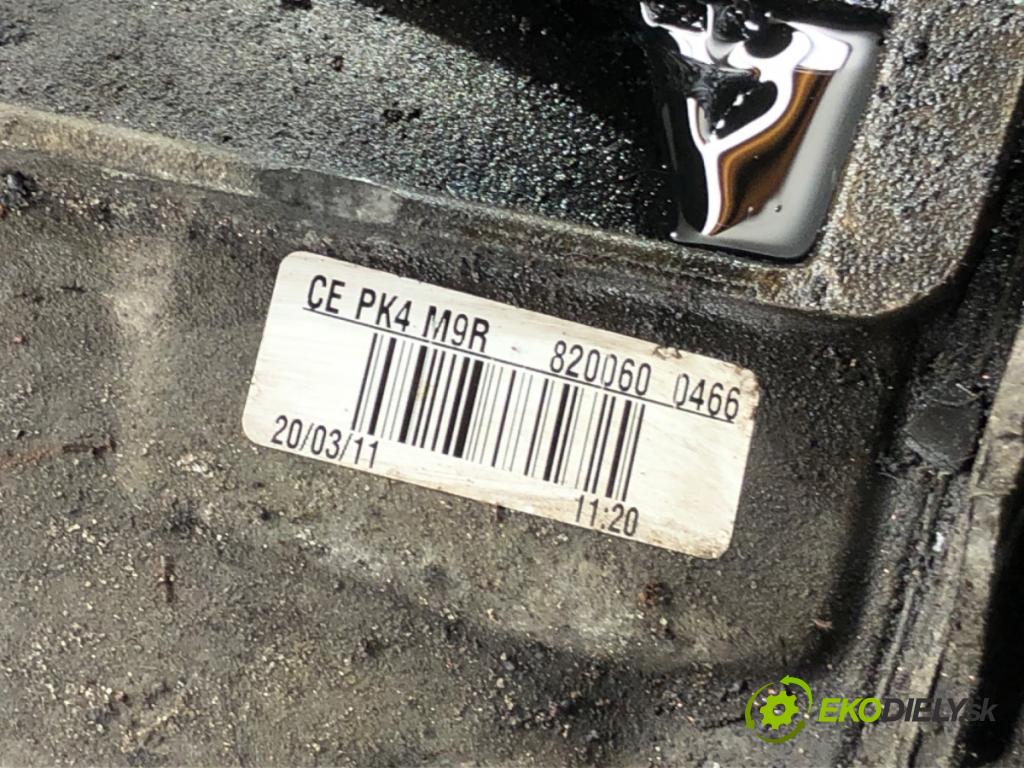 CE PK4 M9R 820060 0466
20/03/11 11:20
EKODIELY.sk